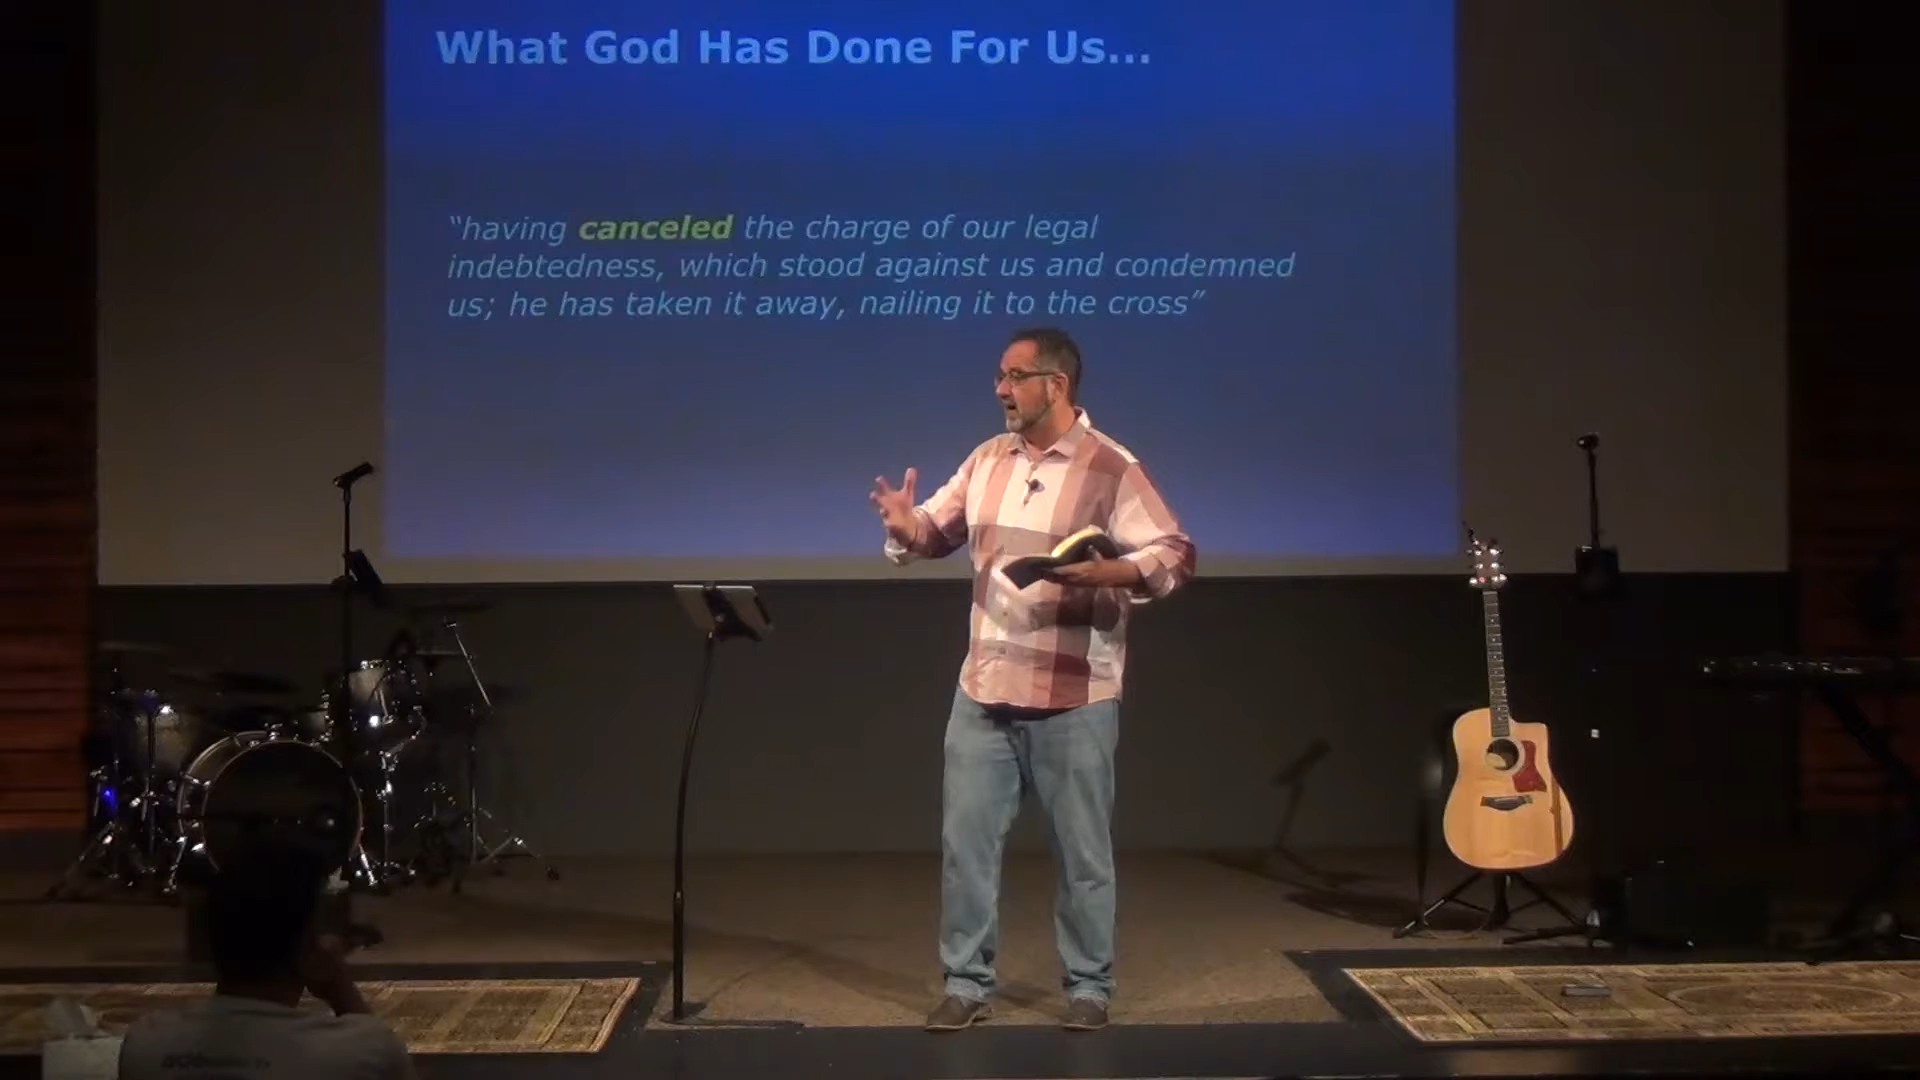 What God Has Done For Us...
“having canceled the charge of our legal
indebtedness, which stood against us and condemned
us; he has taken it away, nailing it to the cross”